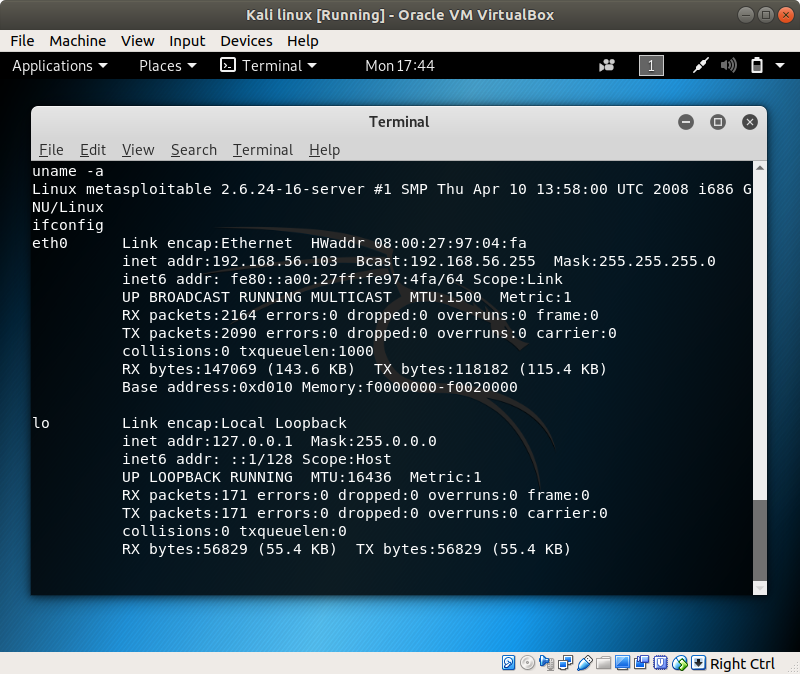 Kali linux [Running] - Oracle VM VirtualBox
File Machine View Input Devices Help
Applications Places Terminal Mon 17:44 1
Terminal
File Edit View Search Terminal Help
uname -a
Linux metasploitable 2.6.24-16-server #1 SMP Thu Apr 10 13:58:00 UTC 2008 i686 G
NU/Linux
ifconfig
eth0      Link encap:Ethernet  HWaddr 08:00:27:97:04:fa
          inet addr:192.168.56.103  Bcast:192.168.56.255  Mask:255.255.255.0
          inet6 addr: fe80::a00:27ff:fe97:4fa/64 Scope:Link
          UP BROADCAST RUNNING MULTICAST  MTU:1500  Metric:1
          RX packets:2164 errors:0 dropped:0 overruns:0 frame:0
          TX packets:2090 errors:0 dropped:0 overruns:0 carrier:0
          collisions:0 txqueuelen:1000
          RX bytes:147069 (143.6 KB)  TX bytes:118182 (115.4 KB)
          Base address:0xd010 Memory:f0000000-f0020000
lo        Link encap:Local Loopback
          inet addr:127.0.0.1  Mask:255.0.0.0
          inet6 addr: ::1/128 Scope:Host
          UP LOOPBACK RUNNING  MTU:16436  Metric:1
          RX packets:171 errors:0 dropped:0 overruns:0 frame:0
          TX packets:171 errors:0 dropped:0 overruns:0 carrier:0
          collisions:0 txqueuelen:0
          RX bytes:56829 (55.4 KB)  TX bytes:56829 (55.4 KB)
Right Ctrl